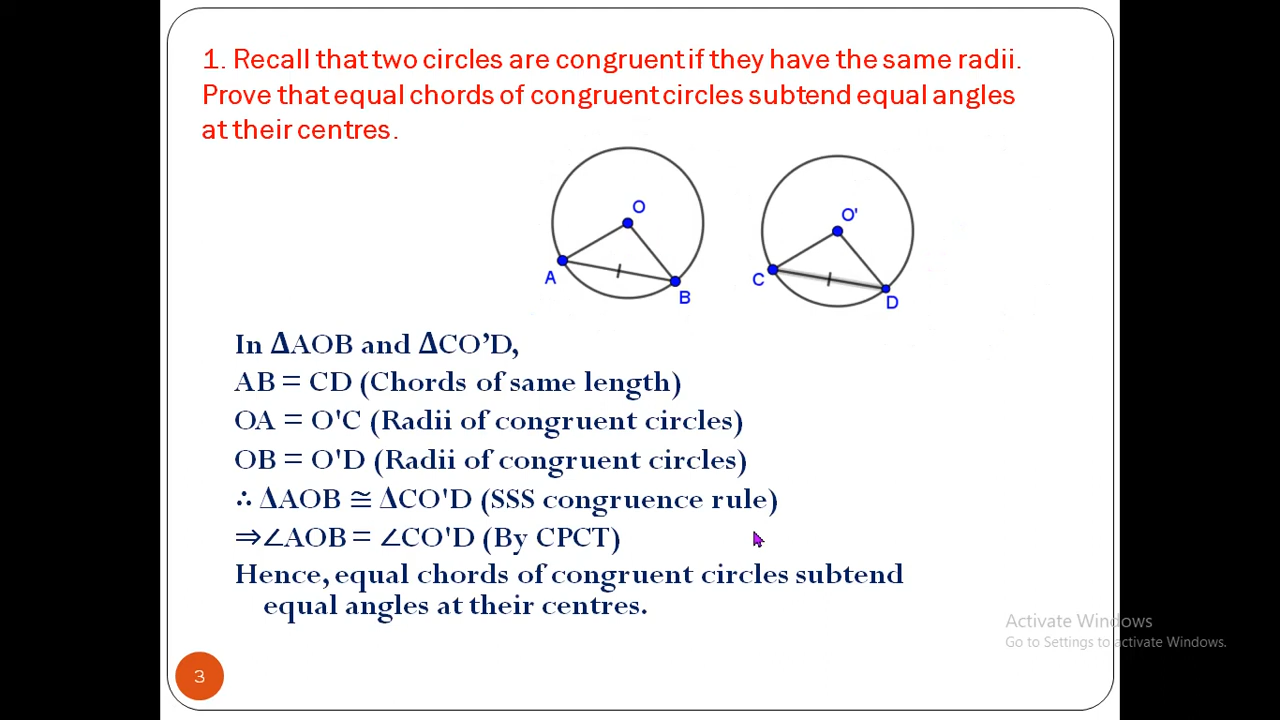 1. Recall that two circles are congruent if they have the same radii.
Prove that equal chords of congruent circles subtend equal angles
at their centres.
O
O'
A
B
C
D
In ΔAOB and ΔCO’D,
AB = CD (Chords of same length)
OA = O'C (Radii of congruent circles)
OB = O'D (Radii of congruent circles)
∴ ΔAOB ≅ ΔCO'D (SSS congruence rule)
⇒∠AOB = ∠CO'D (By CPCT)
Hence, equal chords of congruent circles subtend
equal angles at their centres.
Activate Windows
Go to Settings to activate Windows.
3